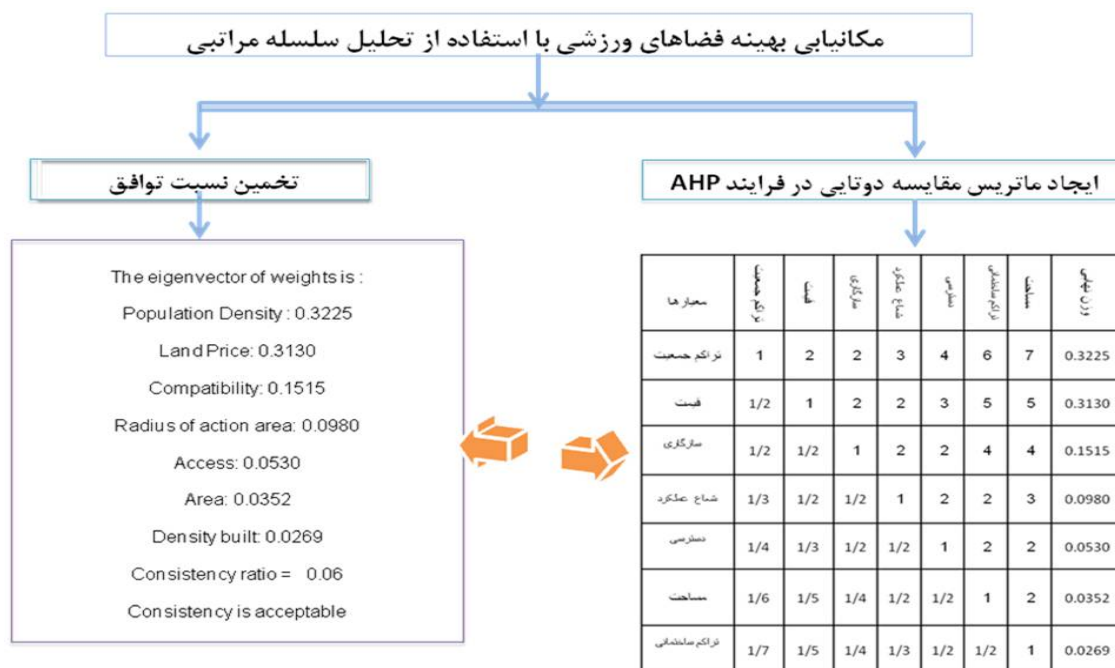 مکانیابی بهینه فضاهای ورزشی با استفاده از تحلیل سلسله مراتبی
تخمین نسبت توافق
The eigenvector of weights is :
Population Density : 0.3225
Land Price: 0.3130
Compatibility: 0.1515
Radius of action area: 0.0980
Access: 0.0530
Area: 0.0352
Density built: 0.0269
Consistency ratio = 0.06
Consistency is acceptable
ایجاد ماتریس مقایسه دوتایی در فرایند AHP
معیارها تراکم جمعیت قیمت سازگاری شعاع عملکرد دسترسی تراکم ساختمانی مساحت وزن نهایی
تراکم جمعیت 1 2 2 3 4 6 7 0.3225
قیمت 1/2 1 2 2 3 5 5 0.3130
سازگاری 1/2 1/2 1 2 2 4 4 0.1515
شعاع عملکرد 1/3 1/2 1/2 1 2 2 3 0.0980
دسترسی 1/4 1/3 1/2 1/2 1 2 2 0.0530
مساحت 1/6 1/5 1/4 1/2 1/2 1 2 0.0352
تراکم ساختمانی 1/7 1/5 1/4 1/3 1/2 1/2 1 0.0269